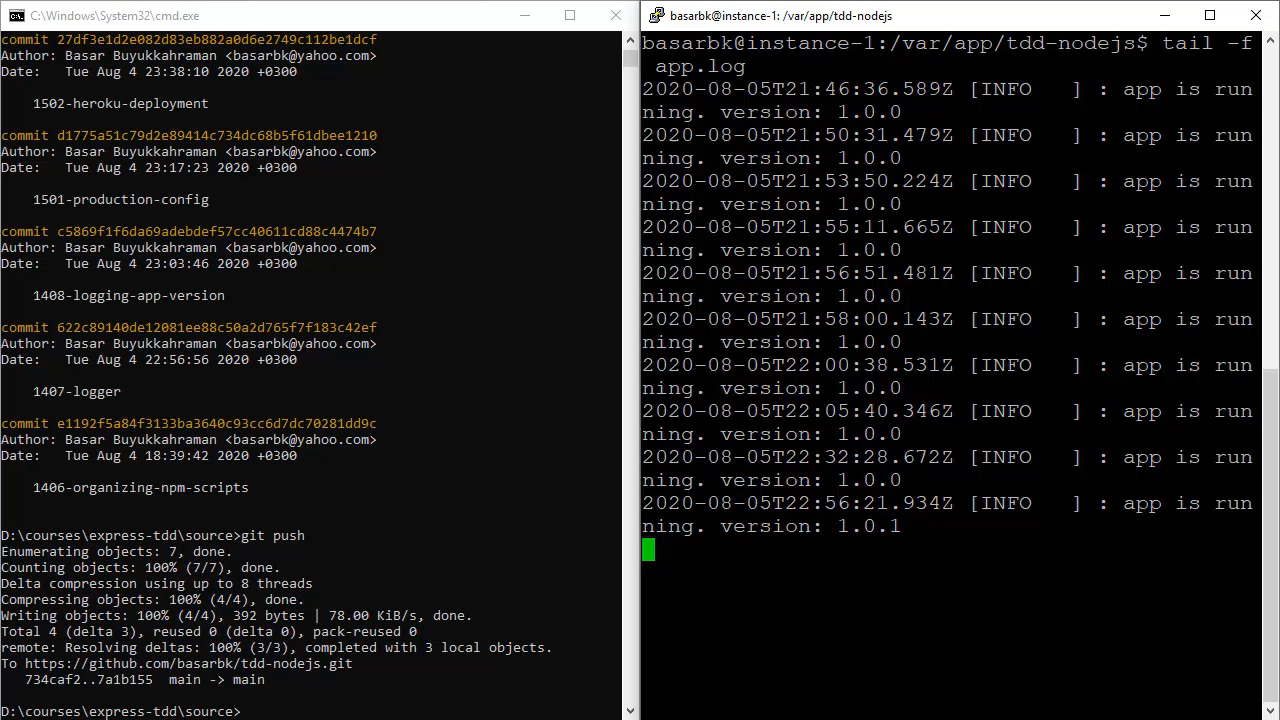 C:\Windows\System32\cmd.exe
commit 27df3e1d2e082d83eb882a0d6e2749c112be1dcf
Author: Basar Buyukkahraman <basarbk@yahoo.com>
Date:   Tue Aug 4 23:38:10 2020 +0300
1502-heroku-deployment
commit d1775a51c79d2e89414c734dc68b5f61dbee1210
Author: Basar Buyukkahraman <basarbk@yahoo.com>
Date:   Tue Aug 4 23:17:23 2020 +0300
1501-production-config
commit c5869f1f6da69adebdef57cc40611cd88c4474b7
Author: Basar Buyukkahraman <basarbk@yahoo.com>
Date:   Tue Aug 4 23:03:46 2020 +0300
1408-logging-app-version
commit 622c89140de12081ee88c50a2d765f7f183c42ef
Author: Basar Buyukkahraman <basarbk@yahoo.com>
Date:   Tue Aug 4 22:56:56 2020 +0300
1407-logger
commit e1192f5a84f3133ba3640c93cc6d7dc70281dd9c
Author: Basar Buyukkahraman <basarbk@yahoo.com>
Date:   Tue Aug 4 18:39:42 2020 +0300
1406-organizing-npm-scripts
D:\courses\express-tdd\source>git push
Enumerating objects: 7, done.
Counting objects: 100% (7/7), done.
Delta compression using up to 8 threads
Compressing objects: 100% (4/4), done.
Writing objects: 100% (4/4), 392 bytes | 78.00 KiB/s, done.
Total 4 (delta 3), reused 0 (delta 0), pack-reused 0
remote: Resolving deltas: 100% (3/3), completed with 3 local objects.
To https://github.com/basarbk/tdd-nodejs.git
734caf2..7a1b155  main -> main
D:\courses\express-tdd\source>
basarbk@instance-1: /var/app/tdd-nodejs
basarbk@instance-1:/var/app/tdd-nodejs$ tail -f
app.log
2020-08-05T21:46:36.589Z [INFO   ] : app is run
ning. version: 1.0.0
2020-08-05T21:50:31.479Z [INFO   ] : app is run
ning. version: 1.0.0
2020-08-05T21:53:50.224Z [INFO   ] : app is run
ning. version: 1.0.0
2020-08-05T21:55:11.665Z [INFO   ] : app is run
ning. version: 1.0.0
2020-08-05T21:56:51.481Z [INFO   ] : app is run
ning. version: 1.0.0
2020-08-05T21:58:00.143Z [INFO   ] : app is run
ning. version: 1.0.0
2020-08-05T22:00:38.531Z [INFO   ] : app is run
ning. version: 1.0.0
2020-08-05T22:05:40.346Z [INFO   ] : app is run
ning. version: 1.0.0
2020-08-05T22:32:28.672Z [INFO   ] : app is run
ning. version: 1.0.0
2020-08-05T22:56:21.934Z [INFO   ] : app is run
ning. version: 1.0.1